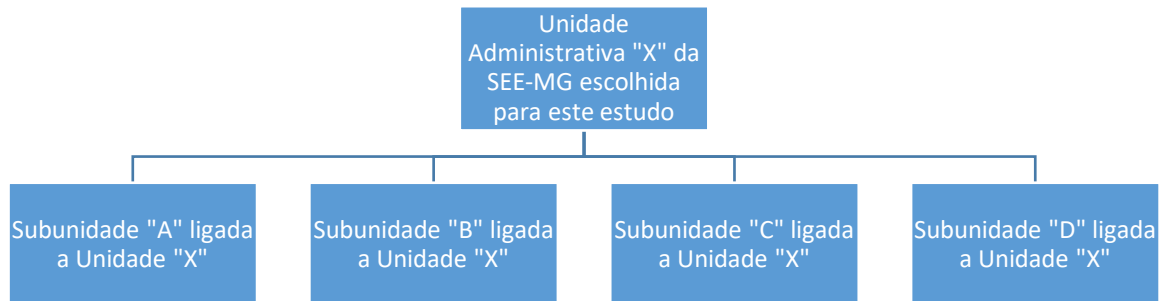 Unidade
Administrativa "X" da
SEE-MG escolhida
para este estudo
Subunidade "A" ligada
a Unidade "X"
Subunidade "B" ligada
a Unidade "X"
Subunidade "C" ligada
a Unidade "X"
Subunidade "D" ligada
a Unidade "X"